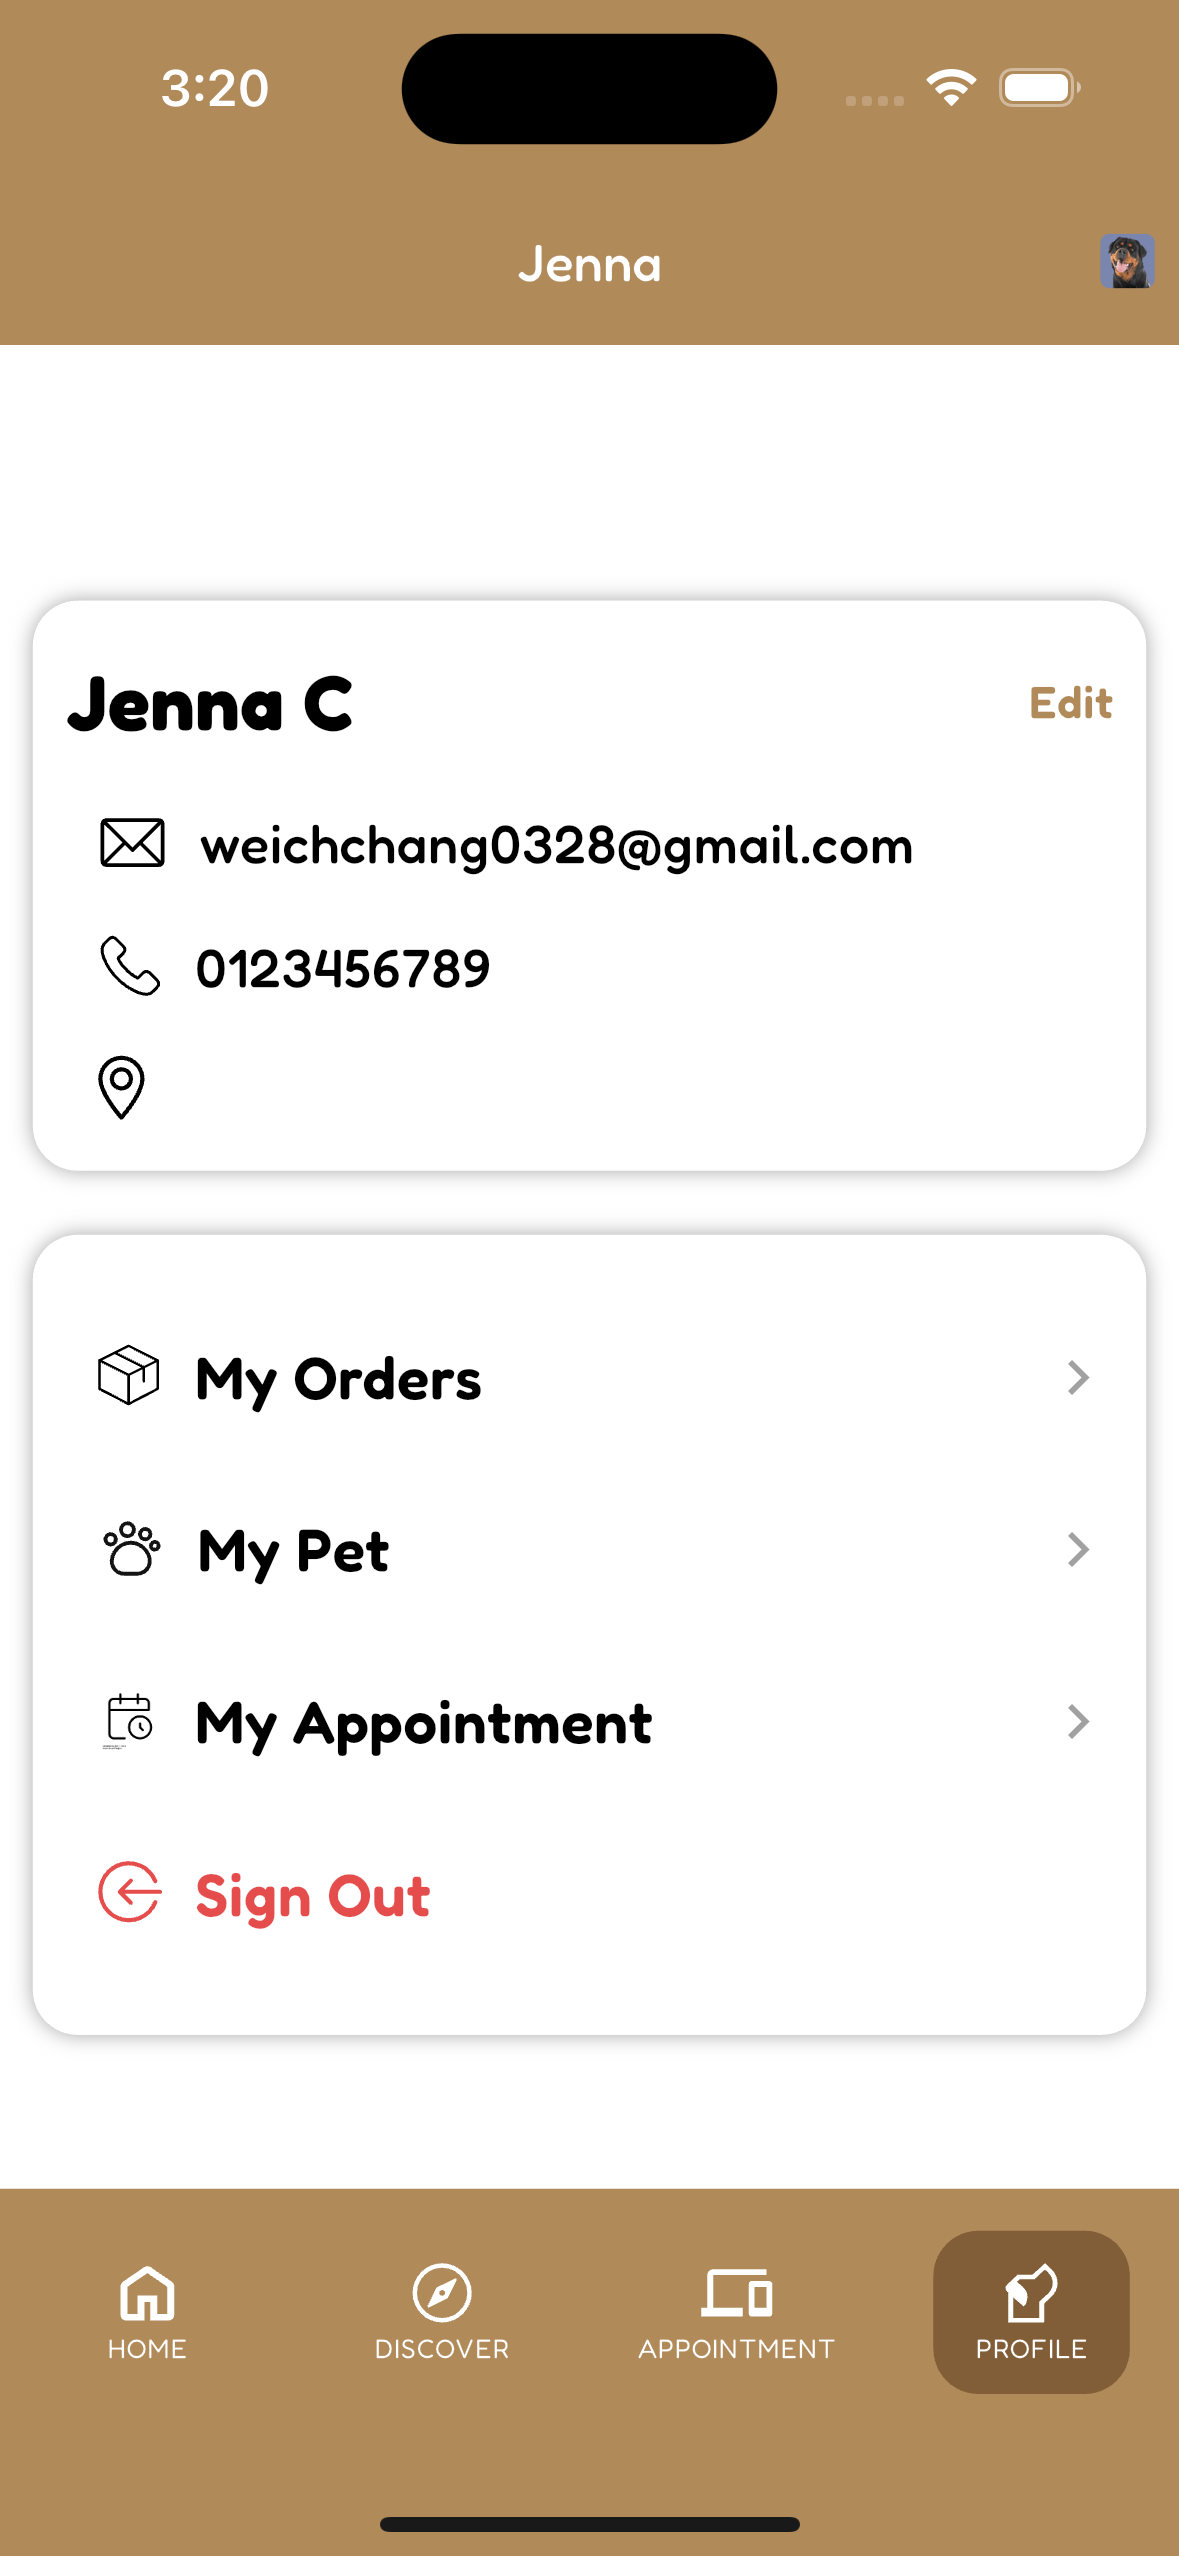 3:20
Jenna
Jenna C
Edit
weichchang0328@gmail.com
0123456789
My Orders
My Pet
My Appointment
Sign Out
HOME
DISCOVER
APPOINTMENT
PROFILE